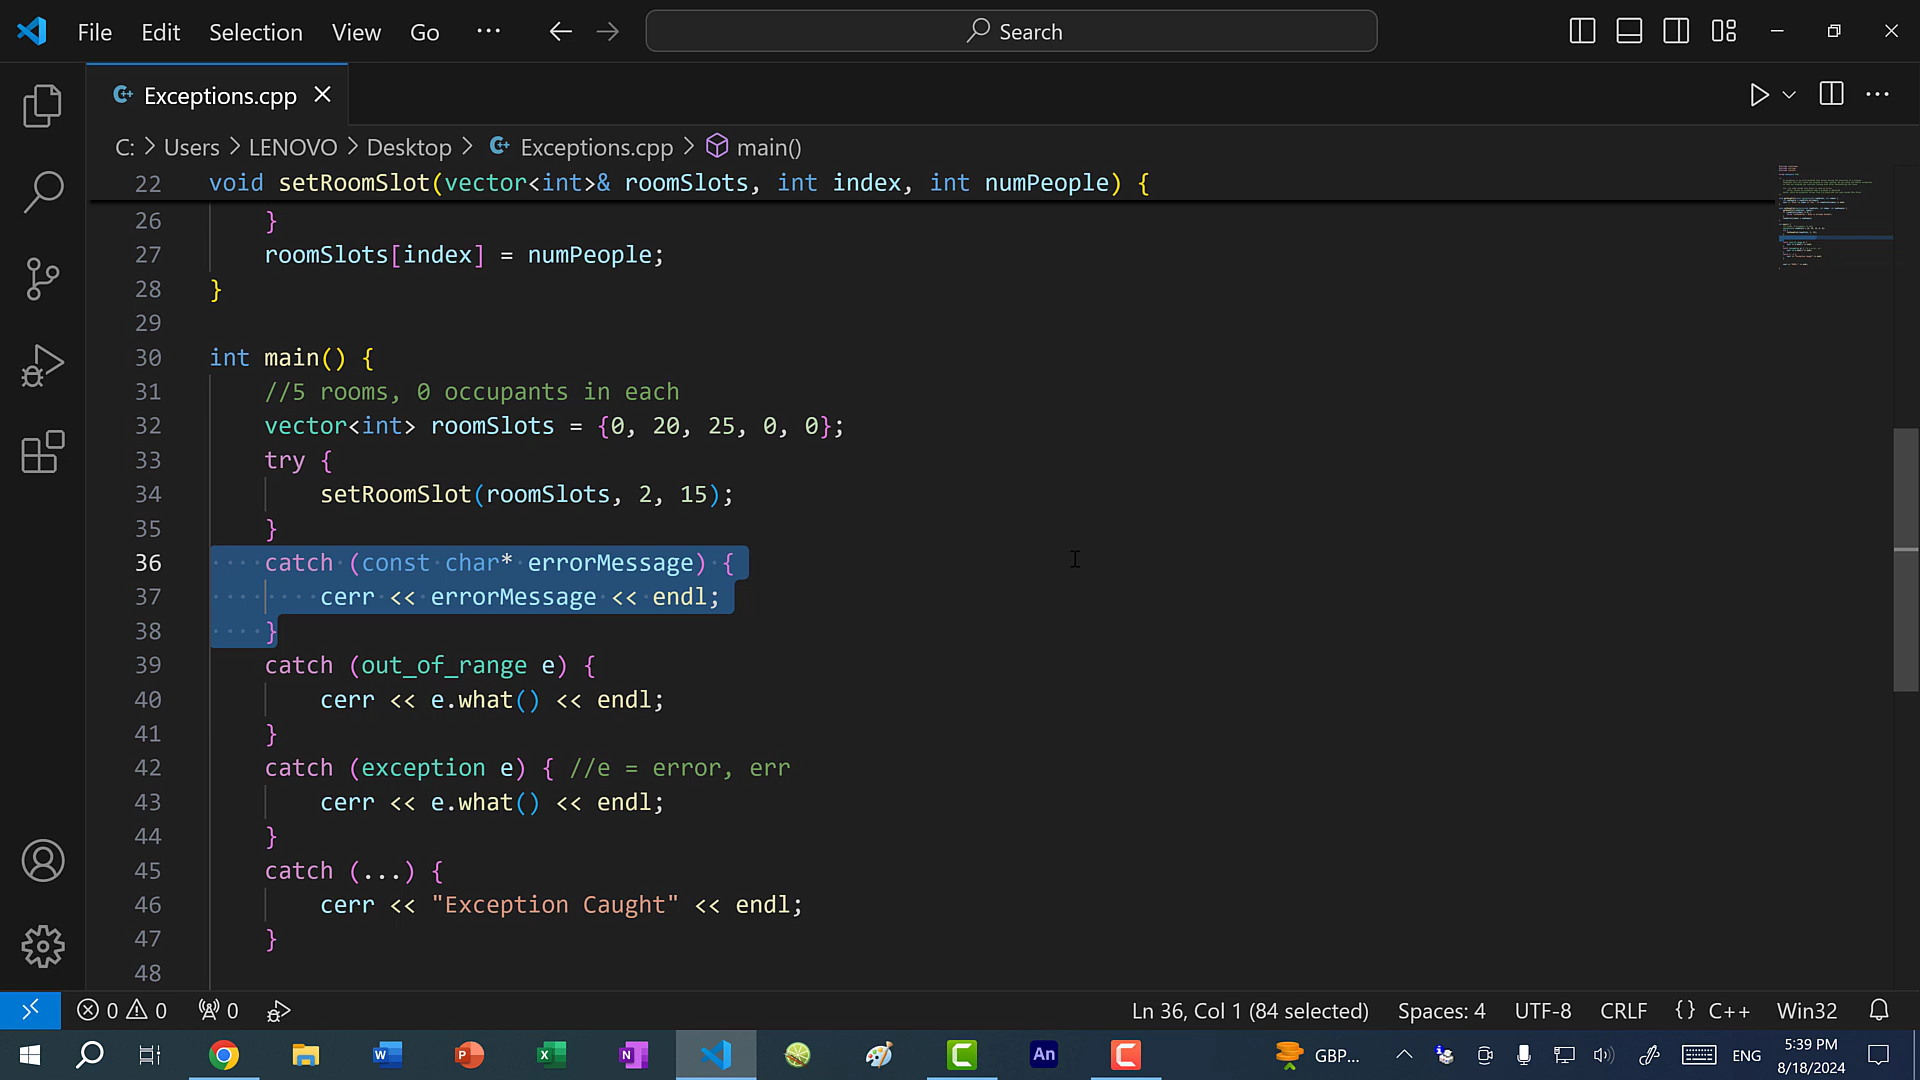 File Edit Selection View Go ··· Search
Exceptions.cpp
C: > Users > LENOVO > Desktop > Exceptions.cpp > main()
22 void setRoomSlot(vector<int>& roomSlots, int index, int numPeople) {
26 }
27 roomSlots[index] = numPeople;
28 }
29
30 int main() {
31 //5 rooms, 0 occupants in each
32 vector<int> roomSlots = {0, 20, 25, 0, 0};
33 try {
34 setRoomSlot(roomSlots, 2, 15);
35 }
36 catch (const char* errorMessage) {
37 cerr << errorMessage << endl;
38 }
39 catch (out_of_range e) {
40 cerr << e.what() << endl;
41 }
42 catch (exception e) { //e = error, err
43 cerr << e.what() << endl;
44 }
45 catch (...) {
46 cerr << "Exception Caught" << endl;
47 }
48
0 0 0 Ln 36, Col 1 (84 selected) Spaces: 4 UTF-8 CRLF {} C++ Win32
W P X N An GBP... ENG 5:39 PM
8/18/2024